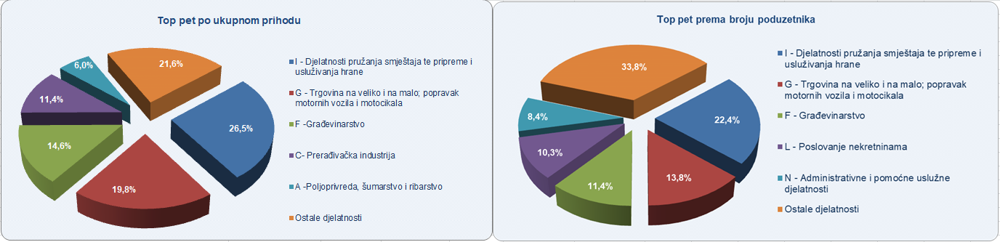 Top pet po ukupnom prihodu
6,0%
21,6%
11,4%
26,5%
14,6%
19,8%
I - Djelatnosti pružanja smještaja te pripreme i
usluživanja hrane
G - Trgovina na veliko i na malo; popravak
motornih vozila i motocikala
F -Građevinarstvo
C- Prerađivačka industrija
A -Poljoprivreda, šumarstvo i ribarstvo
Ostale djelatnosti
Top pet prema broju poduzetnika
33,8%
8,4%
22,4%
10,3%
11,4%
13,8%
I - Djelatnosti pružanja smještaja te pripreme i
usluživanja hrane
G - Trgovina na veliko i na malo; popravak
motornih vozila i motocikala
F - Građevinarstvo
L - Poslovanje nekretninama
N - Administrativne i pomoćne uslužne
djelatnosti
Ostale djelatnosti